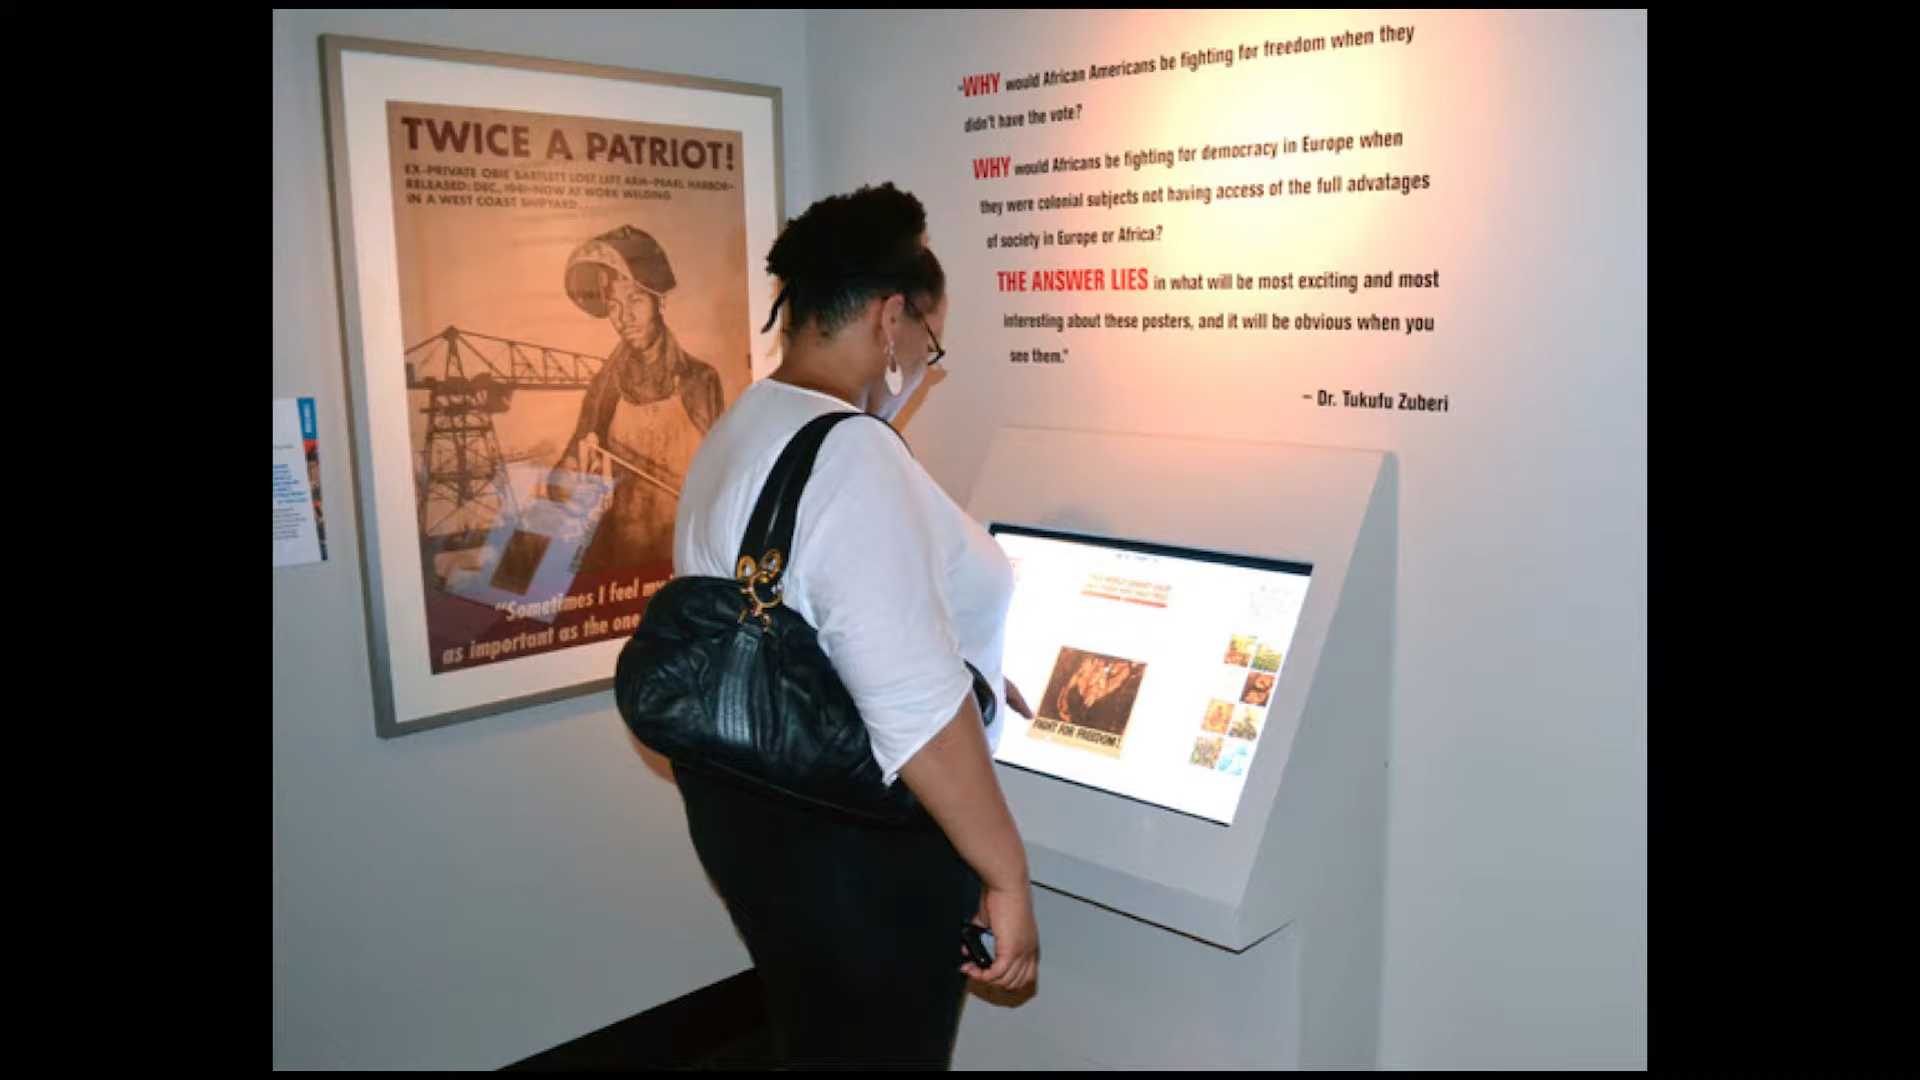 TWICE A PATRIOT!
EX-PRIVATE OBIE BARTLETT LOST LEFT ARM-PEARL HARBOR-
RELEASED: DEC., 1941-NOW AT WORK WELDING
IN A WEST COAST SHIPYARD
"Sometimes I feel my
as important as the one
"WHY would African Americans be fighting for freedom when they
didn't have the vote?
WHY would Africans be fighting for democracy in Europe when
they were colonial subjects not having access of the full advatages
of society in Europe or Africa?
THE ANSWER LIES in what will be most exciting and most
interesting about these posters, and it will be obvious when you
see them."
– Dr. Tukufu Zuberi
FIGHT FOR FREEDOM!